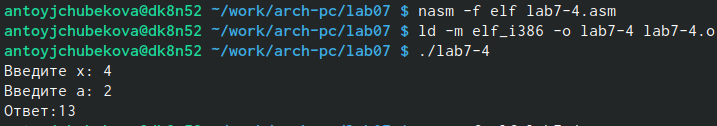 antoyjchubekova@dk8n52 ~/work/arch-pc/lab07 $ nasm -f elf lab7-4.asm
antoyjchubekova@dk8n52 ~/work/arch-pc/lab07 $ ld -m elf_i386 -o lab7-4 lab7-4.o
antoyjchubekova@dk8n52 ~/work/arch-pc/lab07 $ ./lab7-4
Введите x: 4
Введите a: 2
Ответ:13